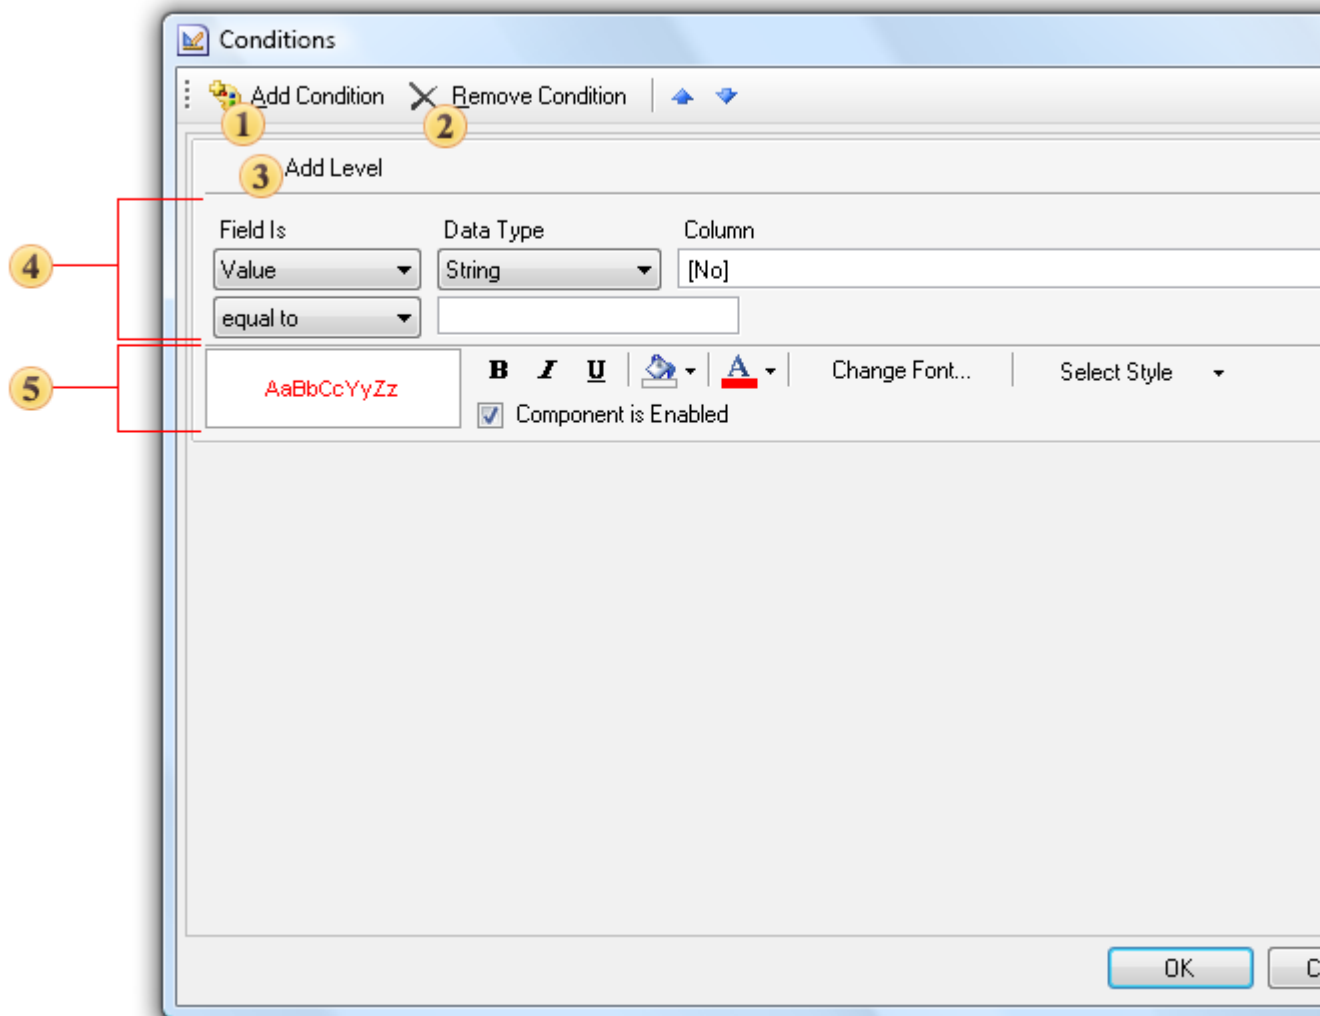 Conditions
Add Condition Remove Condition
1 2
3 Add Level
Field Is Data Type Column
4
Value String [No]
equal to
5
AaBbCcYyZz
B I U A Change Font... Select Style
Component is Enabled
OK C